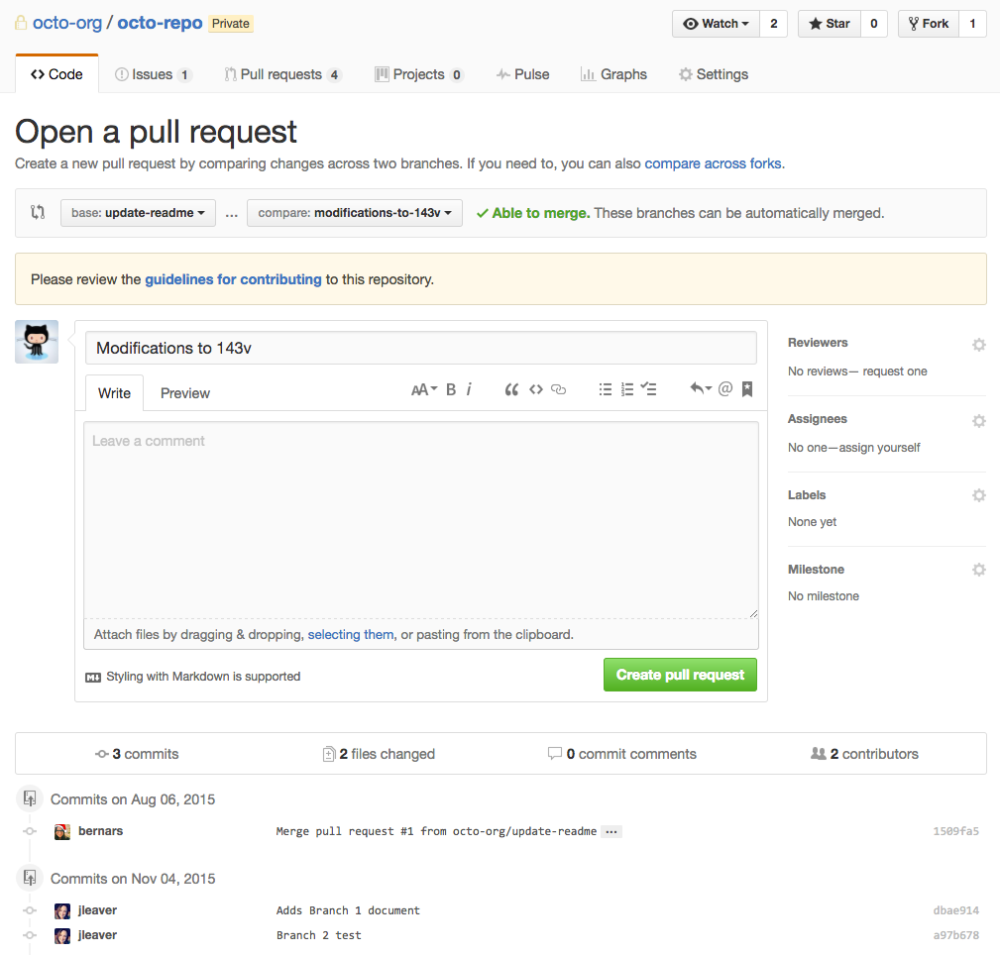 octo-org / octo-repo Private Watch 2 Star 0 Fork 1
Code Issues 1 Pull requests 4 Projects 0 Pulse Graphs Settings
Open a pull request
Create a new pull request by comparing changes across two branches. If you need to, you can also compare across forks.
base: update-readme ... compare: modifications-to-143v Able to merge. These branches can be automatically merged.
Please review the guidelines for contributing to this repository.
Modifications to 143v
Write Preview AA B i @
Leave a comment
Attach files by dragging & dropping, selecting them, or pasting from the clipboard.
Styling with Markdown is supported Create pull request
Reviewers
No reviews— request one
Assignees
No one—assign yourself
Labels
None yet
Milestone
No milestone
3 commits 2 files changed 0 commit comments 2 contributors
Commits on Aug 06, 2015
bernars Merge pull request #1 from octo-org/update-readme ... 1509fa5
Commits on Nov 04, 2015
jleaver Adds Branch 1 document dbae914
jleaver Branch 2 test a97b678